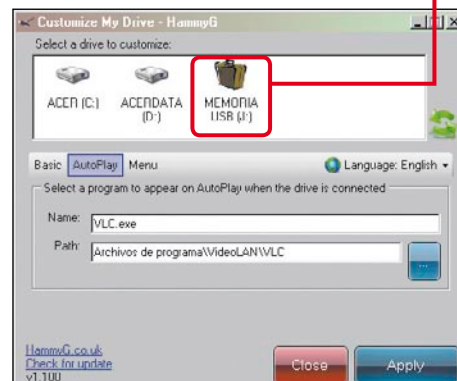 Customize My Drive - HammyG
Select a drive to customize:
ACER (C:)
ACERDATA (D:)
MEMORIA USB (J:)
Basic AutoPlay Menu
Language: English
Select a program to appear on AutoPlay when the drive is connected
Name: VLC.exe
Path: Archivos de programa\VideoLAN\VLC
...
HammyG.co.uk
Check for update
v1.100
Close Apply